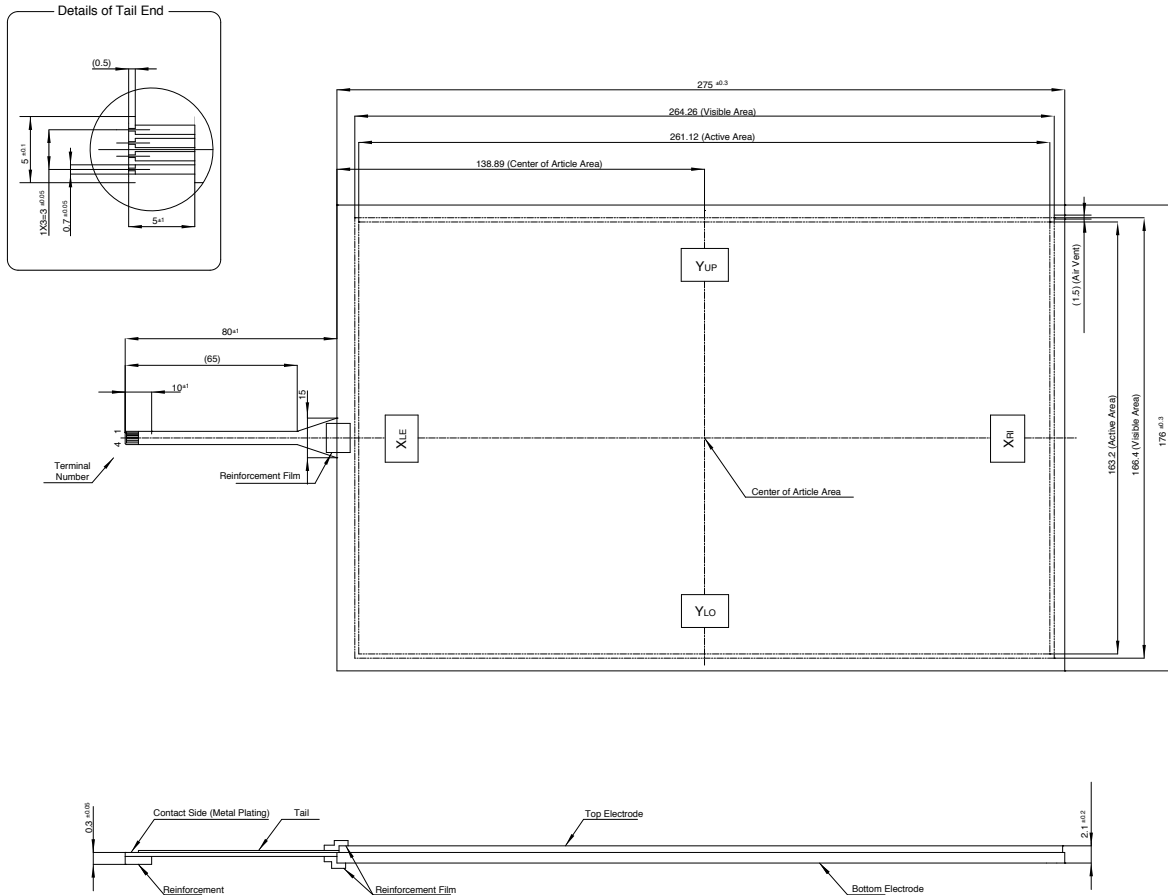 Details of Tail End
(0.5)
5 ±0.1
1X3=3 ±0.05
0.7 ±0.05
5±1
275 ±0.3
264.26 (Visible Area)
261.12 (Active Area)
138.89 (Center of Article Area)
(1.5) (Air Vent)
YUP
80±1
(65)
10±1
15
1
4
XLE
XRI
163.2 (Active Area)
166.4 (Visible Area)
176 ±0.3
Terminal
Number
Reinforcement Film
Center of Article Area
YLO
0.3 ±0.05
Contact Side (Metal Plating)
Tail
Top Electrode
2.1 ±0.2
Reinforcement
Reinforcement Film
Bottom Electrode